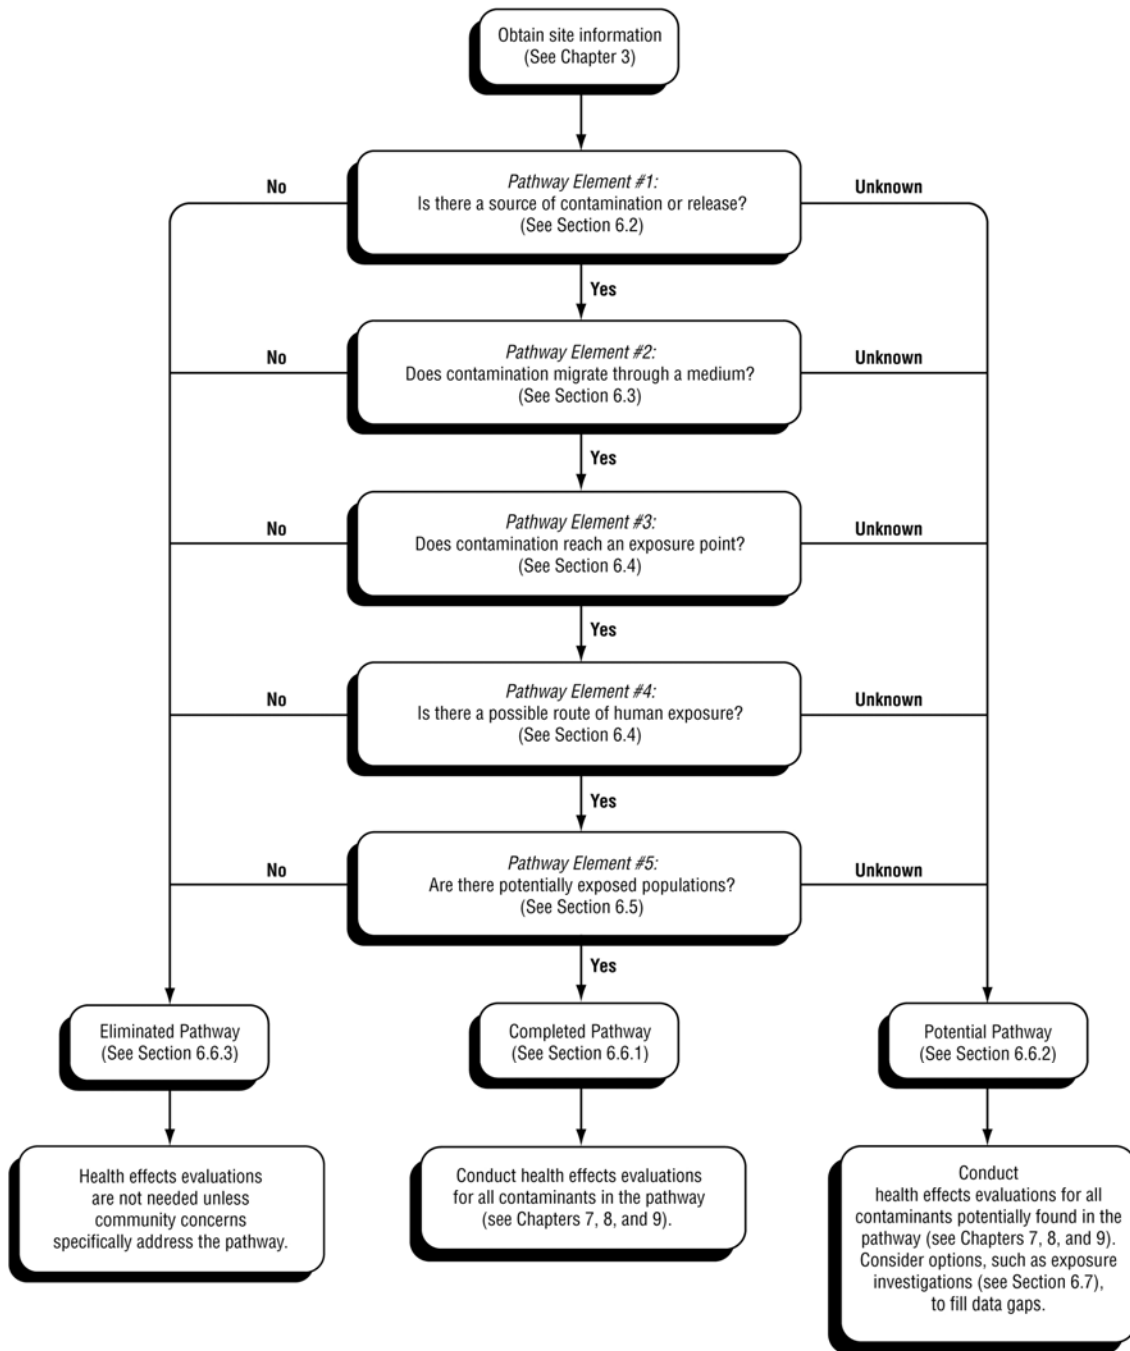 Obtain site information
(See Chapter 3)
No
Pathway Element #1:
Is there a source of contamination or release?
(See Section 6.2)
Unknown
Yes
No
Pathway Element #2:
Does contamination migrate through a medium?
(See Section 6.3)
Unknown
Yes
No
Pathway Element #3:
Does contamination reach an exposure point?
(See Section 6.4)
Unknown
Yes
No
Pathway Element #4:
Is there a possible route of human exposure?
(See Section 6.4)
Unknown
Yes
No
Pathway Element #5:
Are there potentially exposed populations?
(See Section 6.5)
Unknown
Yes
Eliminated Pathway
(See Section 6.6.3)
Completed Pathway
(See Section 6.6.1)
Potential Pathway
(See Section 6.6.2)
Health effects evaluations
are not needed unless
community concerns
specifically address the pathway.
Conduct health effects evaluations
for all contaminants in the pathway
(see Chapters 7, 8, and 9).
Conduct
health effects evaluations for all
contaminants potentially found in the
pathway (see Chapters 7, 8, and 9).
Consider options, such as exposure
investigations (see Section 6.7),
to fill data gaps.